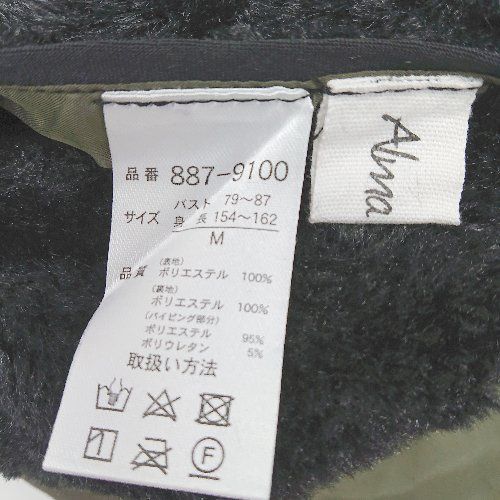 品番 887-9100
サイズ バスト 79～87
身長 154～162
M
品質 (表地)
ポリエステル 100%
(裏地)
ポリエステル 100%
(パイピング部分)
ポリエステル 95%
ポリウレタン 5%
取扱い方法
F
Alma